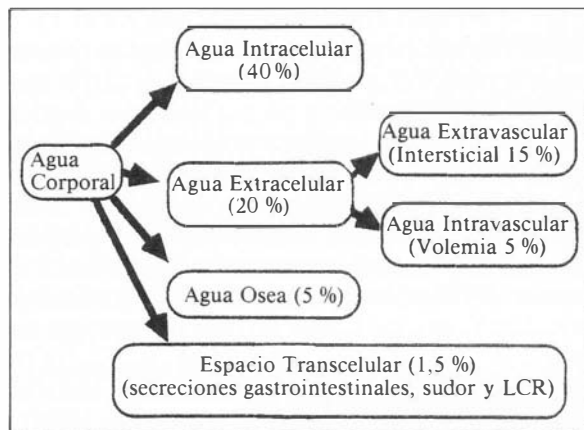 Agua Intracelular
(40 %)
Agua
Corporal
Agua Extracelular
(20 %)
Agua Extravascular
(Intersticial 15 %)
Agua Intravascular
(Volemia 5 %)
Agua Osea (5 %)
Espacio Transcelular (1,5 %)
(secreciones gastrointestinales, sudor y LCR)